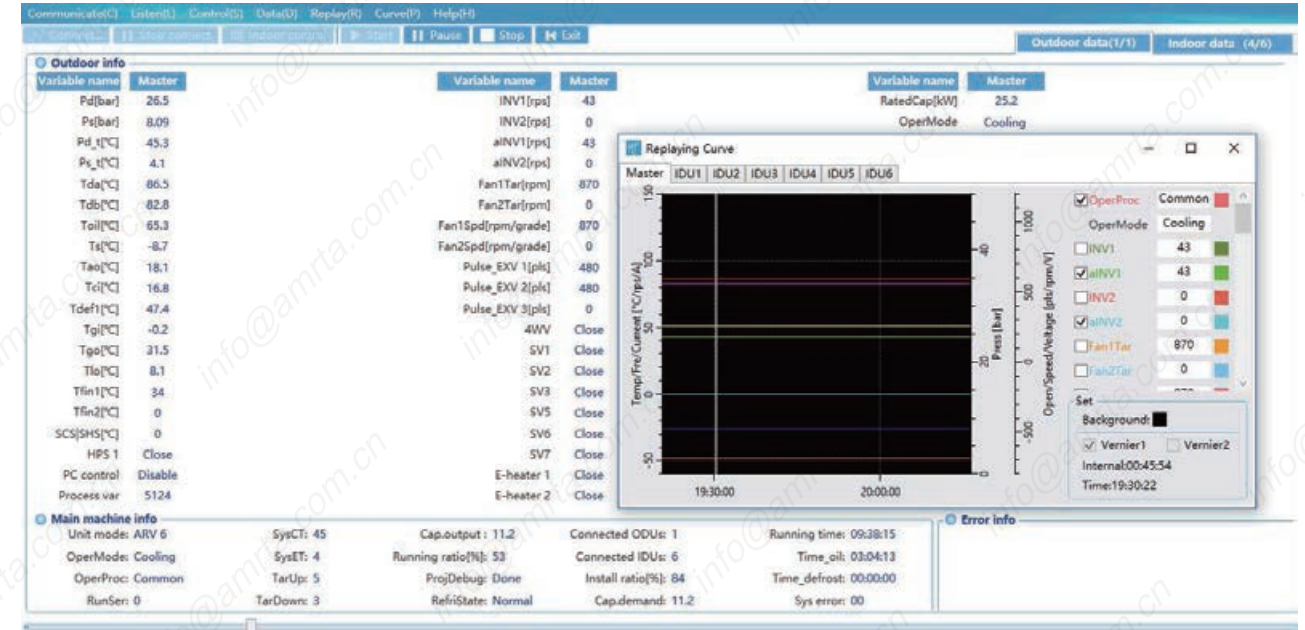 Communicate(C) Listen(L) Control(S) Data(D) Replay(R) Curve(P) Help(H)
Start Pause Stop Exit
Outdoor data(1/1) Indoor data (4/6)
Outdoor info
Variable name Master Variable name Master Variable name Master
Pd[bar] 26.5 INV1[rps] 43 RatedCap[kW] 25.2
Ps[bar] 8.09 INV2[rps] 0 OperMode Cooling
Pd_t[℃] 45.3 aINV1[rps] 43
Ps_t[℃] 4.1 aINV2[rps] 0
Tda[℃] 86.5 Fan1Tar[rpm] 870
Tdb[℃] 82.8 Fan2Tar[rpm] 0
Toil[℃] 65.3 Fan1Spd[rpm/grade] 870
Ts[℃] -8.7 Fan2Spd[rpm/grade] 0
Tao[℃] 18.1 Pulse_EXV 1[pls] 480
Tci[℃] 16.8 Pulse_EXV 2[pls] 480
Tdef1[℃] 47.4 Pulse_EXV 3[pls] 0
Tgi[℃] -0.2 4WV Close
Tgo[℃] 31.5 SV1 Close
Tlo[℃] 8.1 SV2 Close
Tfin1[℃] 34 SV3 Close
Tfin2[℃] 0 SV5 Close
SCS|SHS[℃] 0 SV6 Close
HPS 1 Close SV7 Close
PC control Disable E-heater 1 Close
Process var 5124 E-heater 2 Close
Replaying Curve
Master IDU1 IDU2 IDU3 IDU4 IDU5 IDU6
150
100
50
0
-50
Temp/Fre/Current [℃/rps/A]
19:30:00 20:00:00
40
20
0
Press [bar]
1000
500
0
-500
Open/Speed/Voltage [pls/rpm/V]
OperProc Common
OperMode Cooling
INV1 43
aINV1 43
INV2 0
aINV2 0
Fan1Tar 870
Fan2Tar 0
Set
Background:
Vernier1 Vernier2
Internal:00:45:54
Time:19:30:22
Main machine info
Unit mode: ARV 6 SysCT: 45 Cap.output : 11.2 Connected ODUs: 1 Running time: 09:38:15
OperMode: Cooling SysET: 4 Running ratio[%]: 53 Connected IDUs: 6 Time_oil: 03:04:13
OperProc: Common TarUp: 5 ProjDebug: Done Install ratio[%]: 84 Time_defrost: 00:00:00
RunSer: 0 TarDown: 3 RefriState: Normal Cap.demand: 11.2 Sys error: 00
Error info
info@amrta.com.cn